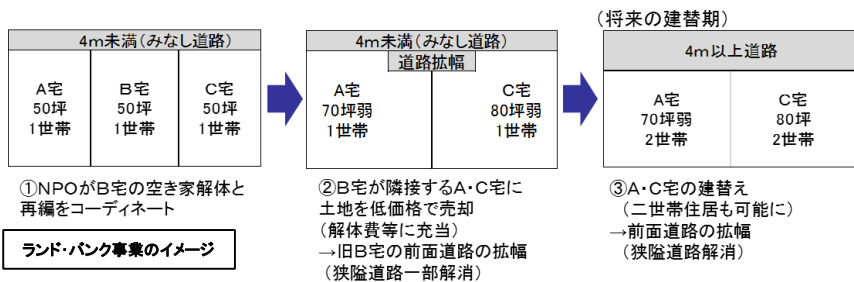 4m未満(みなし道路)
A宅
50坪
1世帯
B宅
50坪
1世帯
C宅
50坪
1世帯
①NPOがB宅の空き家解体と
再編をコーディネート
4m未満(みなし道路)
道路拡幅
A宅
70坪弱
1世帯
C宅
80坪弱
1世帯
②B宅が隣接するA・C宅に
土地を低価格で売却
(解体費等に充当)
→旧B宅の前面道路の拡幅
(狭隘道路一部解消)
(将来の建替期)
4m以上道路
A宅
70坪弱
2世帯
C宅
80坪
2世帯
③A・C宅の建替え
(二世帯住居も可能に)
→前面道路の拡幅
(狭隘道路解消)
ランド・バンク事業のイメージ